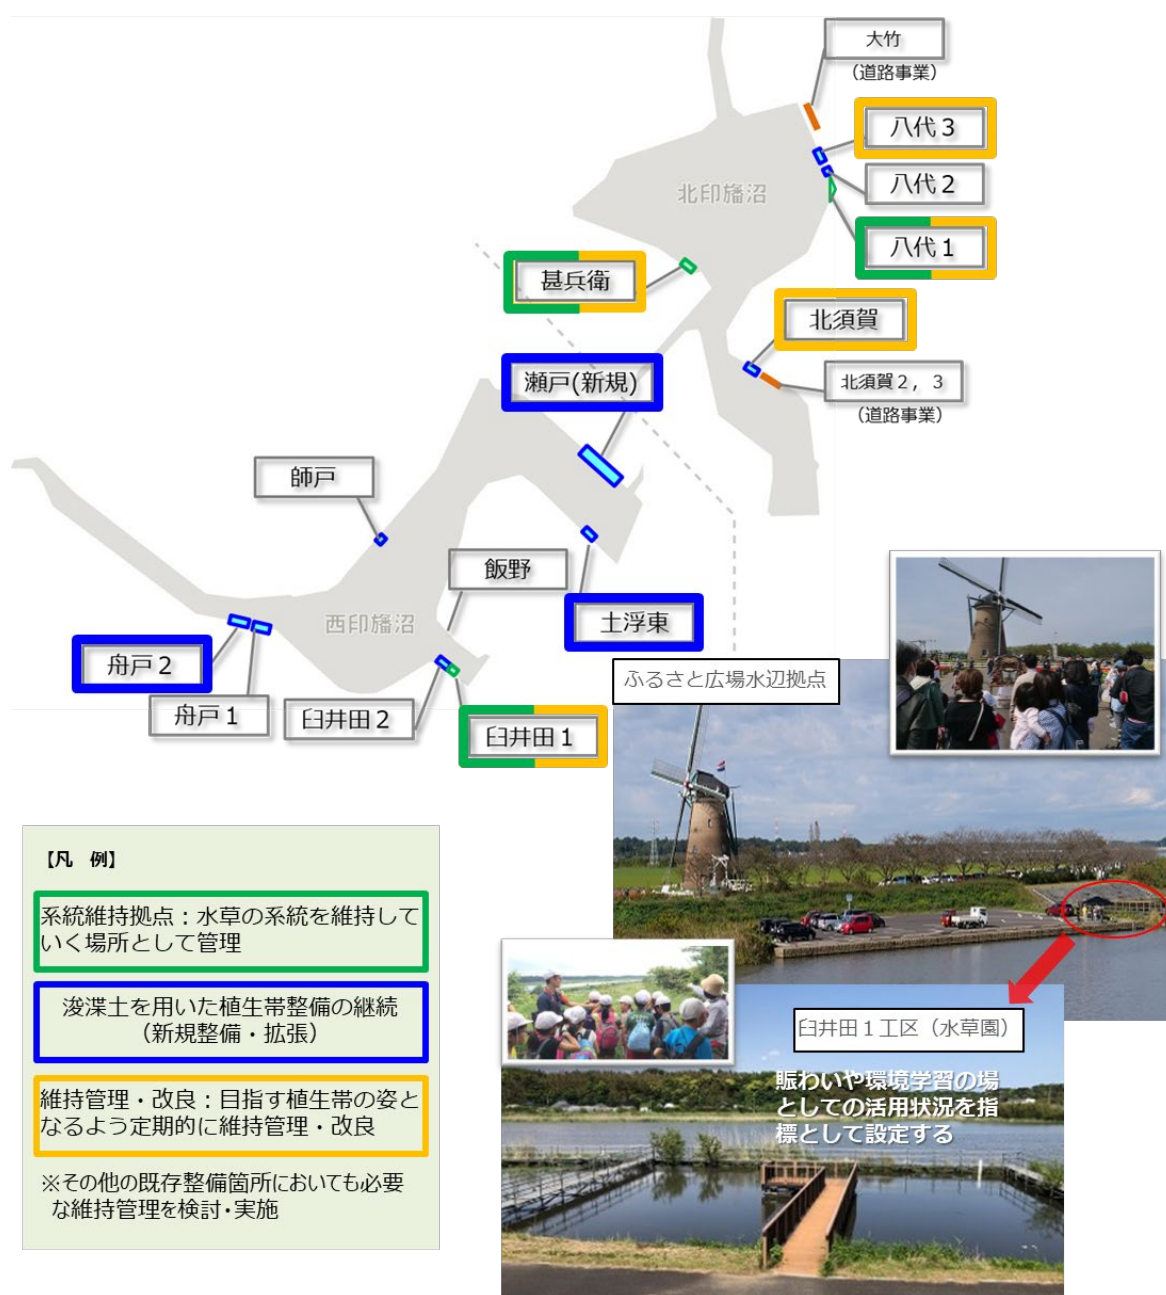 大竹
（道路事業）
八代３
八代２
北印旛沼
八代１
甚兵衛
北須賀
瀬戸(新規)
北須賀２，３
（道路事業）
師戸
飯野
西印旛沼
土浮東
舟戸２
舟戸１
臼井田２
臼井田１
ふるさと広場水辺拠点
【凡　例】
系統維持拠点：水草の系統を維持して
いく場所として管理
浚渫土を用いた植生帯整備の継続
（新規整備・拡張）
維持管理・改良：目指す植生帯の姿と
なるよう定期的に維持管理・改良
※その他の既存整備箇所においても必要
な維持管理を検討・実施
臼井田１工区（水草園）
賑わいや環境学習の場
としての活用状況を指
標として設定する